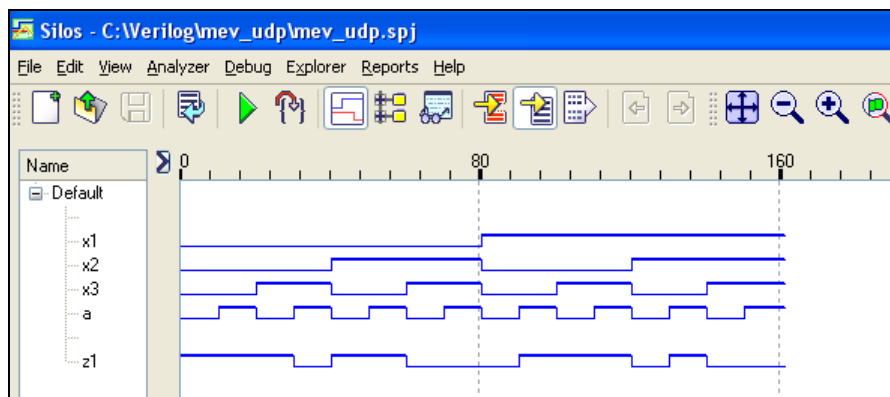 Silos - C:\Verilog\mev_udp\mev_udp.spj
File Edit View Analyzer Debug Explorer Reports Help
Name 0 80 160
Default
x1
x2
x3
a
z1